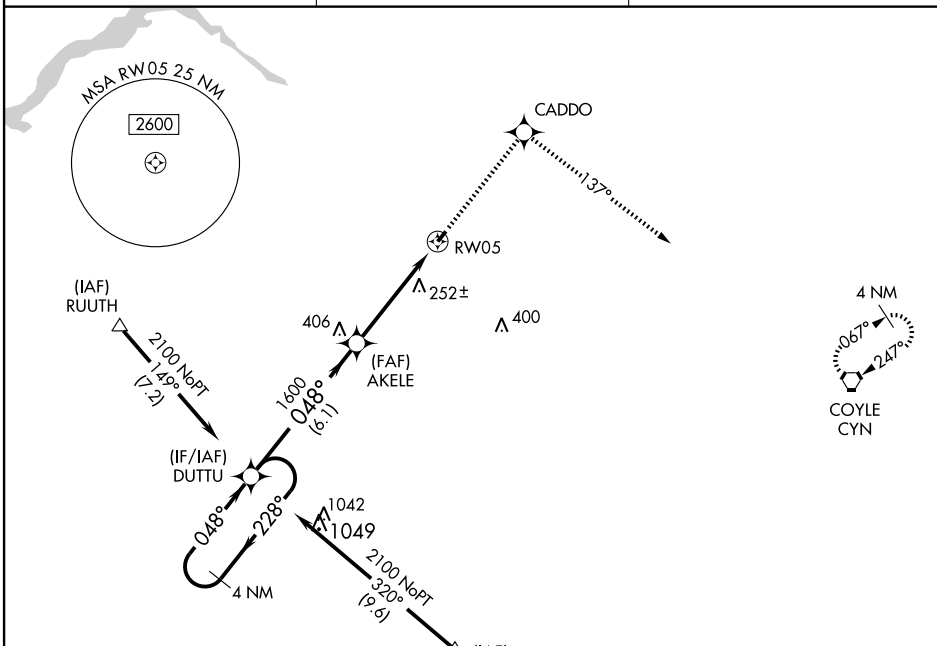 MSA RW05 25 NM
2600
CADDO
137°
RW05
252±
400
406
(FAF)
AKELE
(IAF)
RUUTH
2100 NoPT
149°
(7.2)
1600
048°
(6.1)
4 NM
067°
247°
COYLE
CYN
(IF/IAF)
DUTTU
048°
228°
4 NM
1042
1049
2100 NoPT
320°
(9.6)